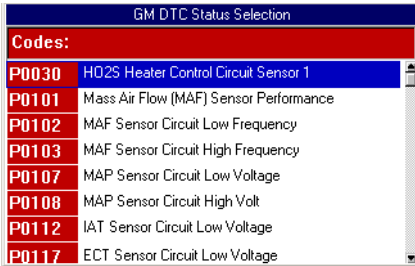 GM DTC Status Selection
Codes:
P0030 HO2S Heater Control Circuit Sensor 1
P0101 Mass Air Flow (MAF) Sensor Performance
P0102 MAF Sensor Circuit Low Frequency
P0103 MAF Sensor Circuit High Frequency
P0107 MAP Sensor Circuit Low Voltage
P0108 MAP Sensor Circuit High Volt
P0112 IAT Sensor Circuit Low Voltage
P0117 ECT Sensor Circuit Low Voltage